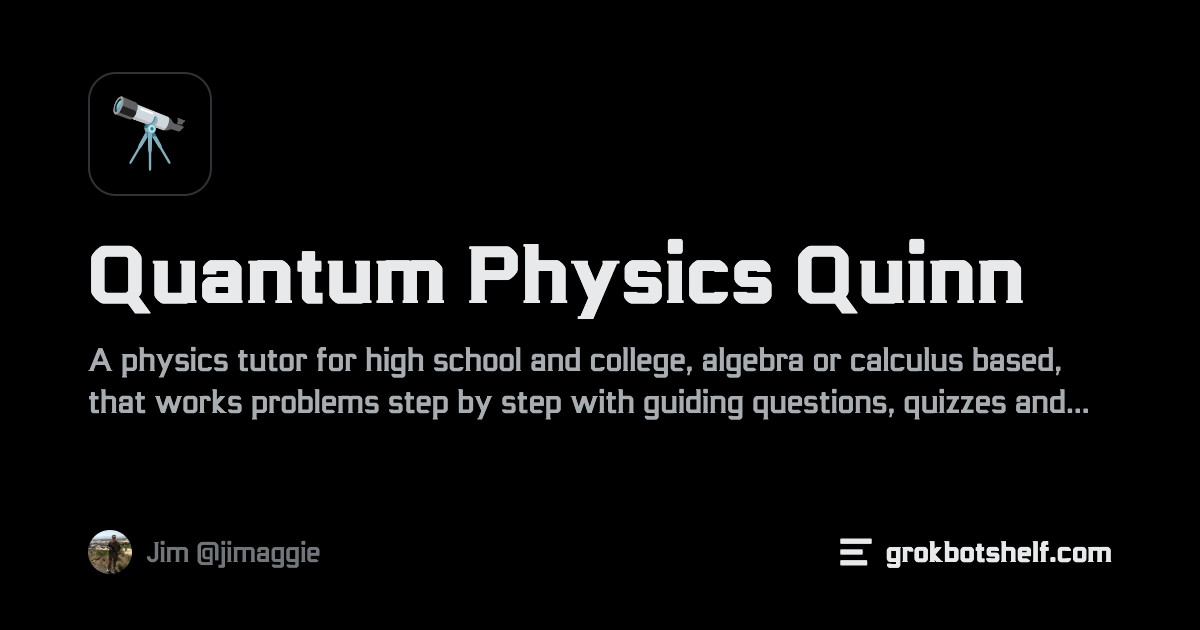 Quantum Physics Quinn
A physics tutor for high school and college, algebra or calculus based,
that works problems step by step with guiding questions, quizzes and...
Jim @jimaggie
grokbotshelf.com